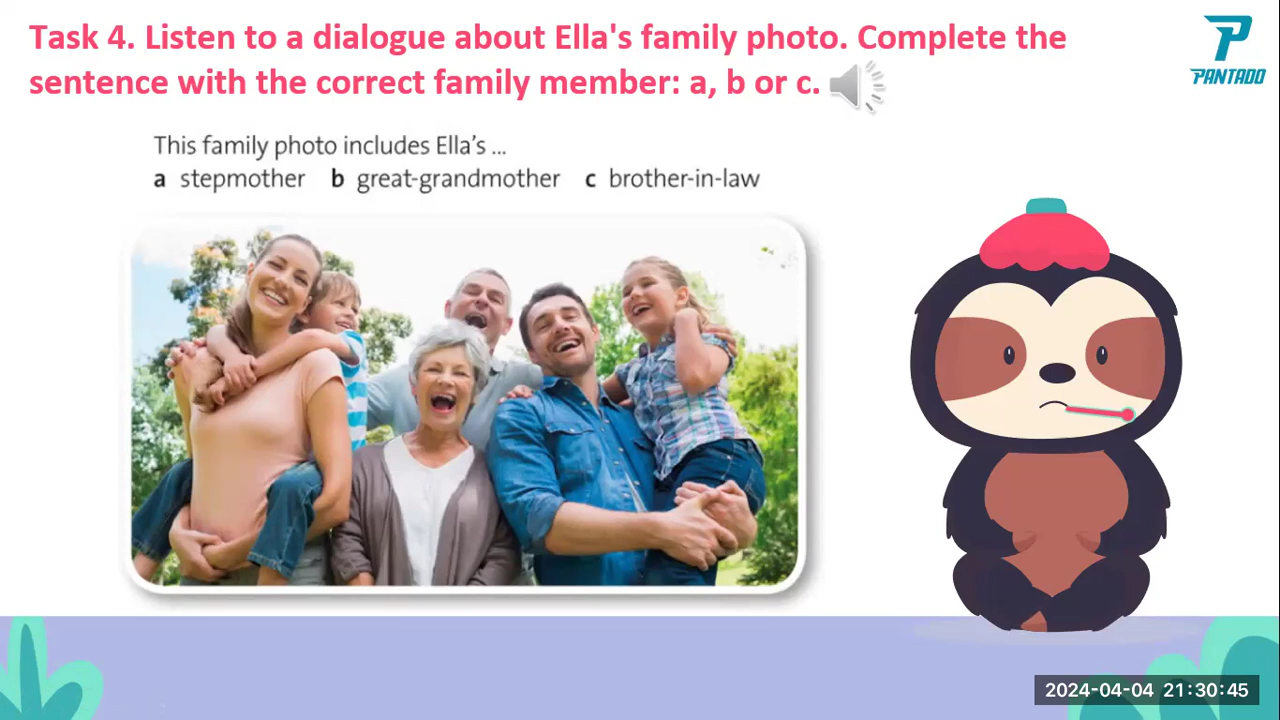 Task 4. Listen to a dialogue about Ella's family photo. Complete the
sentence with the correct family member: a, b or c.
PANTADO
This family photo includes Ella's ...
a stepmother b great-grandmother c brother-in-law
2024-04-04 21:30:45